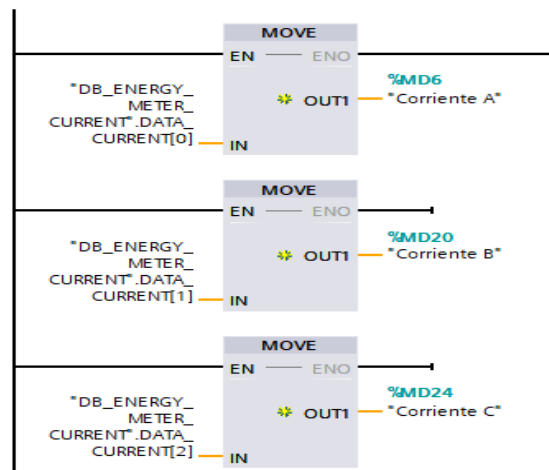 MOVE
EN ENO
%MD6
"DB_ENERGY_
METER_
CURRENT".DATA_
CURRENT[0]
OUT1
"Corriente A"
IN
MOVE
EN ENO
%MD20
"DB_ENERGY_
METER_
CURRENT".DATA_
CURRENT[1]
OUT1
"Corriente B"
IN
MOVE
EN ENO
%MD24
"DB_ENERGY_
METER_
CURRENT".DATA_
CURRENT[2]
OUT1
"Corriente C"
IN